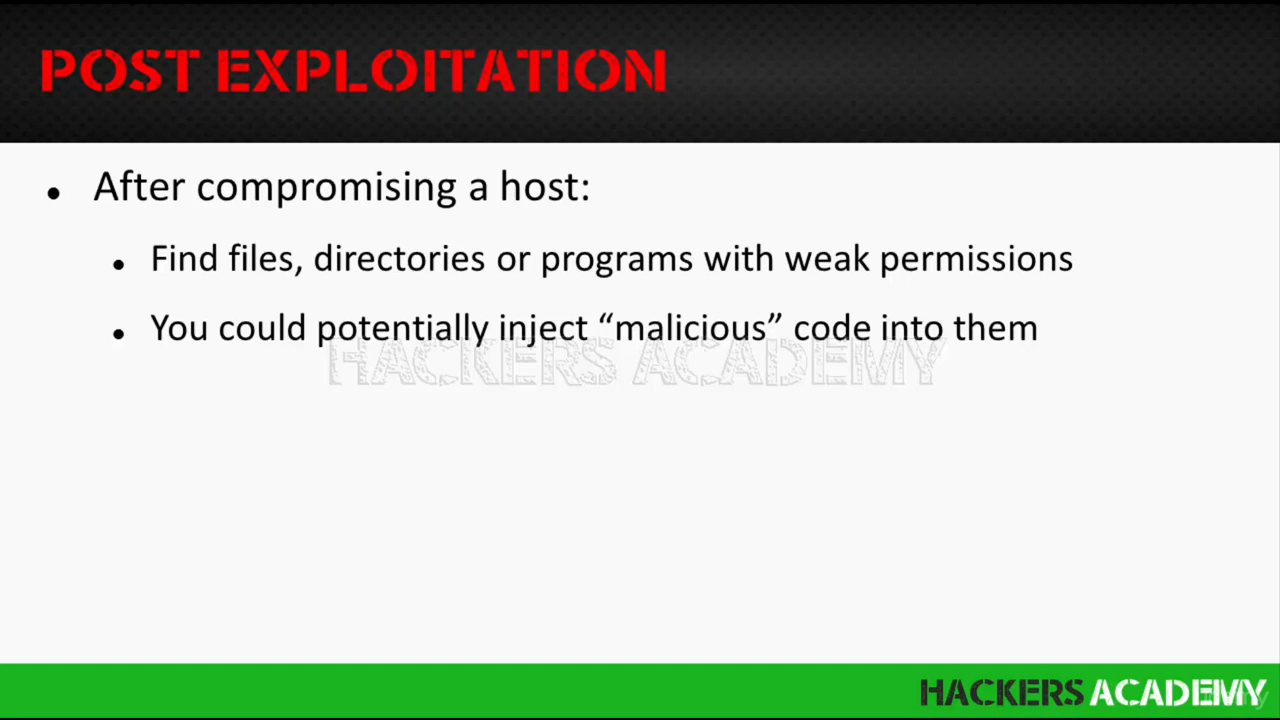 POST EXPLOITATION
• After compromising a host:
• Find files, directories or programs with weak permissions
• You could potentially inject “malicious” code into them
HACKERS ACADEMY
HACKERS ACADEMY